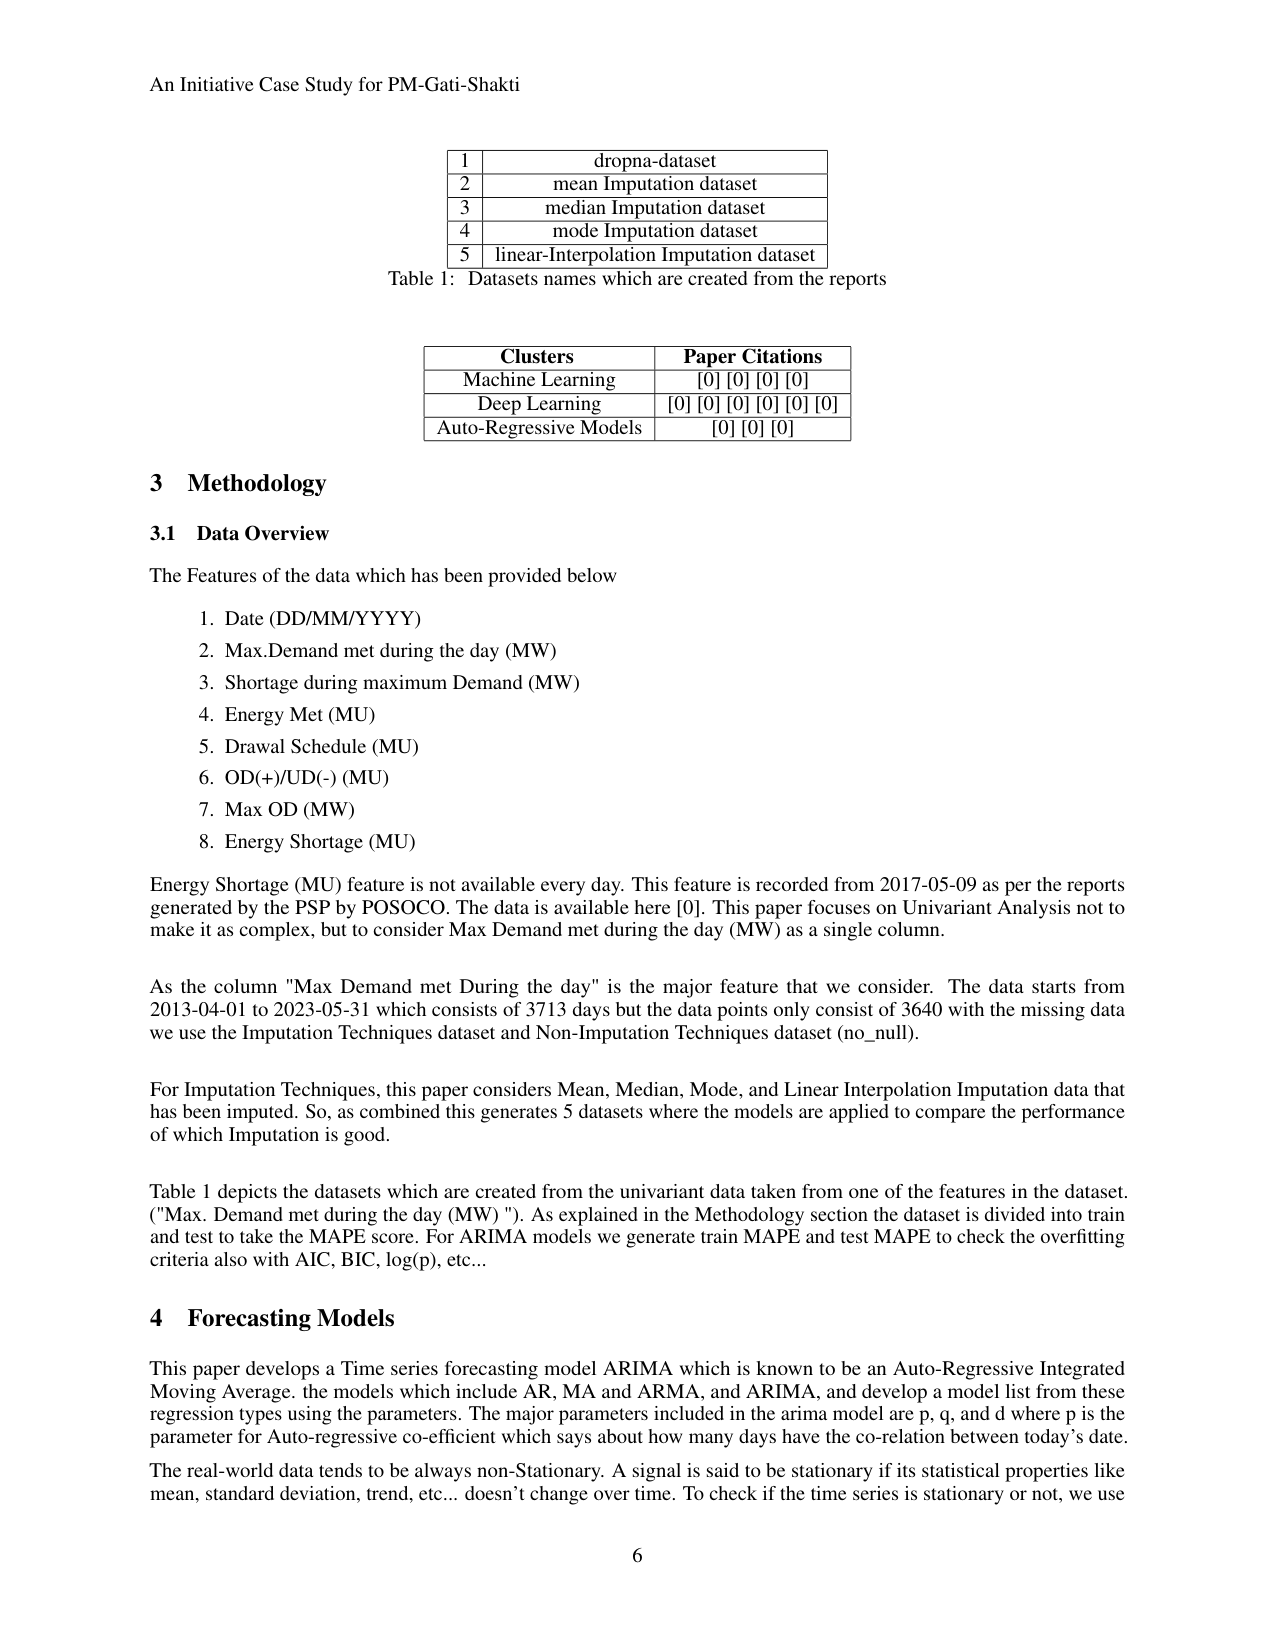 An Initiative Case Study for PM-Gati-Shakti
1 dropna-dataset
2 mean Imputation dataset
3 median Imputation dataset
4 mode Imputation dataset
5 linear-Interpolation Imputation dataset
Table 1: Datasets names which are created from the reports
Clusters Paper Citations
Machine Learning [0] [0] [0] [0]
Deep Learning [0] [0] [0] [0] [0] [0]
Auto-Regressive Models [0] [0] [0]
3 Methodology
3.1 Data Overview
The Features of the data which has been provided below
1. Date (DD/MM/YYYY)
2. Max.Demand met during the day (MW)
3. Shortage during maximum Demand (MW)
4. Energy Met (MU)
5. Drawal Schedule (MU)
6. OD(+)/UD(-) (MU)
7. Max OD (MW)
8. Energy Shortage (MU)
Energy Shortage (MU) feature is not available every day. This feature is recorded from 2017-05-09 as per the reports
generated by the PSP by POSOCO. The data is available here [0]. This paper focuses on Univariant Analysis not to
make it as complex, but to consider Max Demand met during the day (MW) as a single column.
As the column "Max Demand met During the day" is the major feature that we consider. The data starts from
2013-04-01 to 2023-05-31 which consists of 3713 days but the data points only consist of 3640 with the missing data
we use the Imputation Techniques dataset and Non-Imputation Techniques dataset (no_null).
For Imputation Techniques, this paper considers Mean, Median, Mode, and Linear Interpolation Imputation data that
has been imputed. So, as combined this generates 5 datasets where the models are applied to compare the performance
of which Imputation is good.
Table 1 depicts the datasets which are created from the univariant data taken from one of the features in the dataset.
("Max. Demand met during the day (MW) "). As explained in the Methodology section the dataset is divided into train
and test to take the MAPE score. For ARIMA models we generate train MAPE and test MAPE to check the overfitting
criteria also with AIC, BIC, log(p), etc...
4 Forecasting Models
This paper develops a Time series forecasting model ARIMA which is known to be an Auto-Regressive Integrated
Moving Average. the models which include AR, MA and ARMA, and ARIMA, and develop a model list from these
regression types using the parameters. The major parameters included in the arima model are p, q, and d where p is the
parameter for Auto-regressive co-efficient which says about how many days have the co-relation between today's date.
The real-world data tends to be always non-Stationary. A signal is said to be stationary if its statistical properties like
mean, standard deviation, trend, etc... doesn't change over time. To check if the time series is stationary or not, we use
6